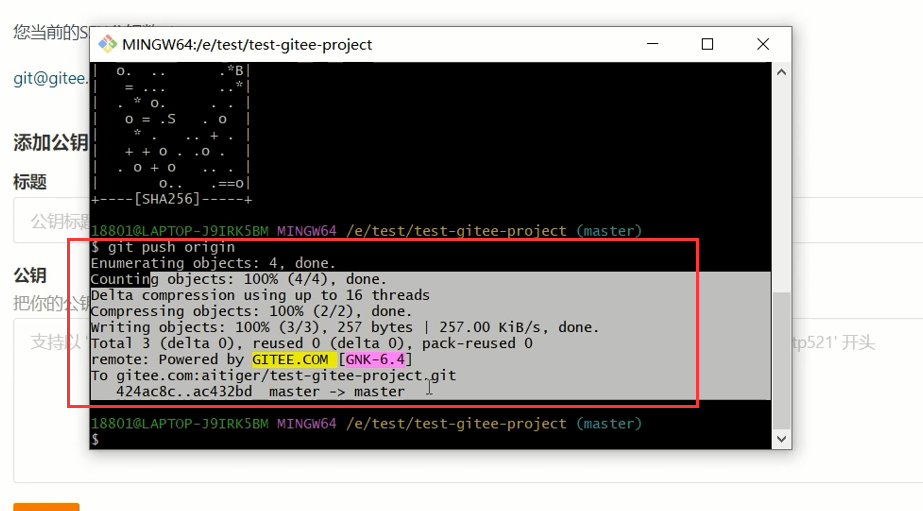 您当前的S
git@gitee.
添加公钥
标题
公钥标题
公钥
把你的公钥
支持以 '
tp521' 开头
MINGW64:/e/test/test-gitee-project
| o. .. .*B|
| = ... ..*|
| . * o. . . |
| o = .S . o |
| * . .. + . |
| + + o . .o . |
| . o + o .. . |
| o.. .==o|
+----[SHA256]-----+
18801@LAPTOP-J9IRK5BM MINGW64 /e/test/test-gitee-project (master)
$ git push origin
Enumerating objects: 4, done.
Counting objects: 100% (4/4), done.
Delta compression using up to 16 threads
Compressing objects: 100% (2/2), done.
Writing objects: 100% (3/3), 257 bytes | 257.00 KiB/s, done.
Total 3 (delta 0), reused 0 (delta 0), pack-reused 0
remote: Powered by GITEE.COM [GNK-6.4]
To gitee.com:aitiger/test-gitee-project.git
424ac8c..ac432bd master -> master
18801@LAPTOP-J9IRK5BM MINGW64 /e/test/test-gitee-project (master)
$